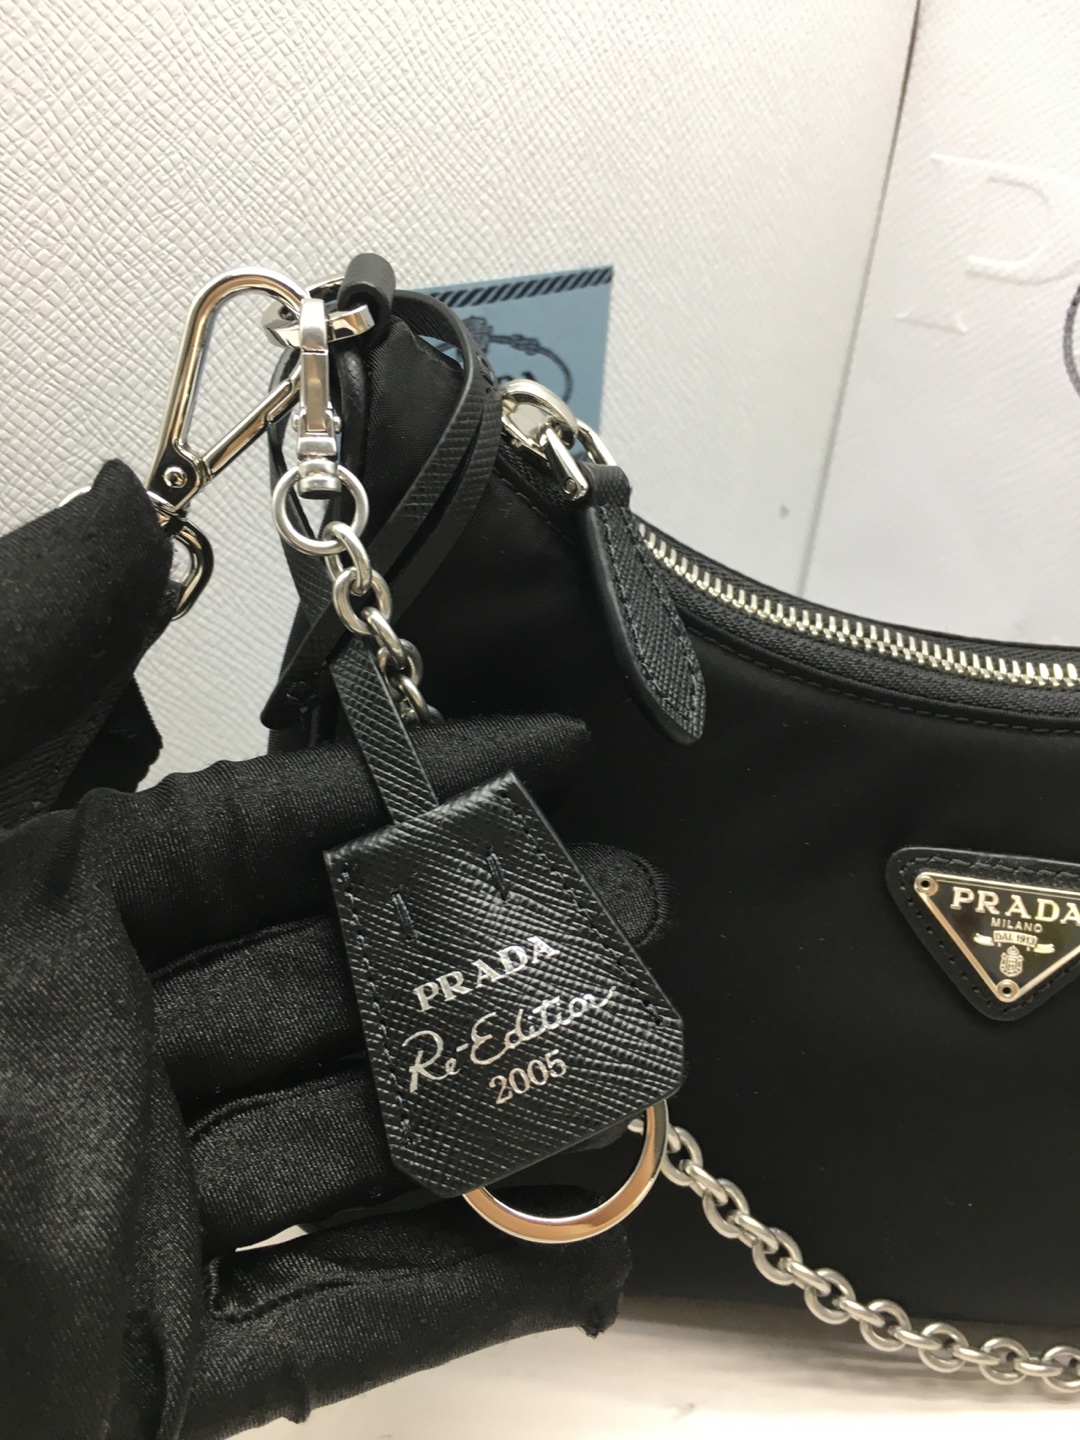 PRADA
Re-Edition
2005
PRADA
MILANO
DAL 1913